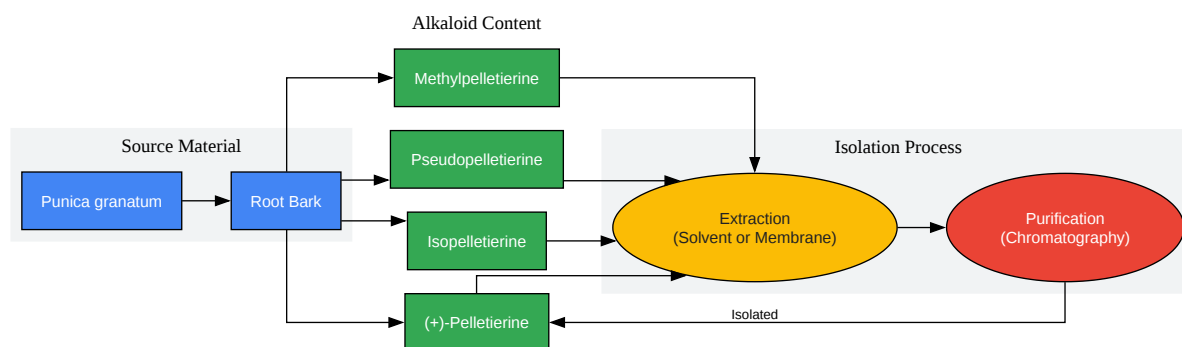 Alkaloid Content
Methylpelletierine
Source Material
Pseudopelletierine
Isolation Process
Punica granatum
Root Bark
Extraction
(Solvent or Membrane)
Purification
(Chromatography)
Isopelletierine
(+)-Pelletierine
Isolated